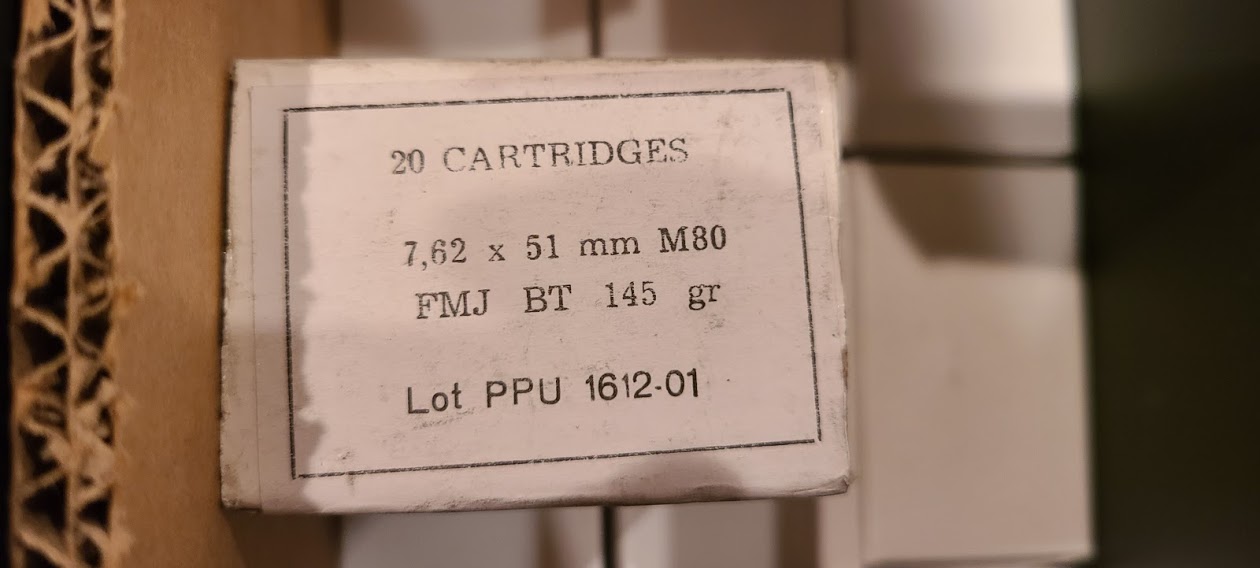 20 CARTRIDGES
7,62 x 51 mm M80
FMJ BT 145 gr
Lot PPU 1612-01